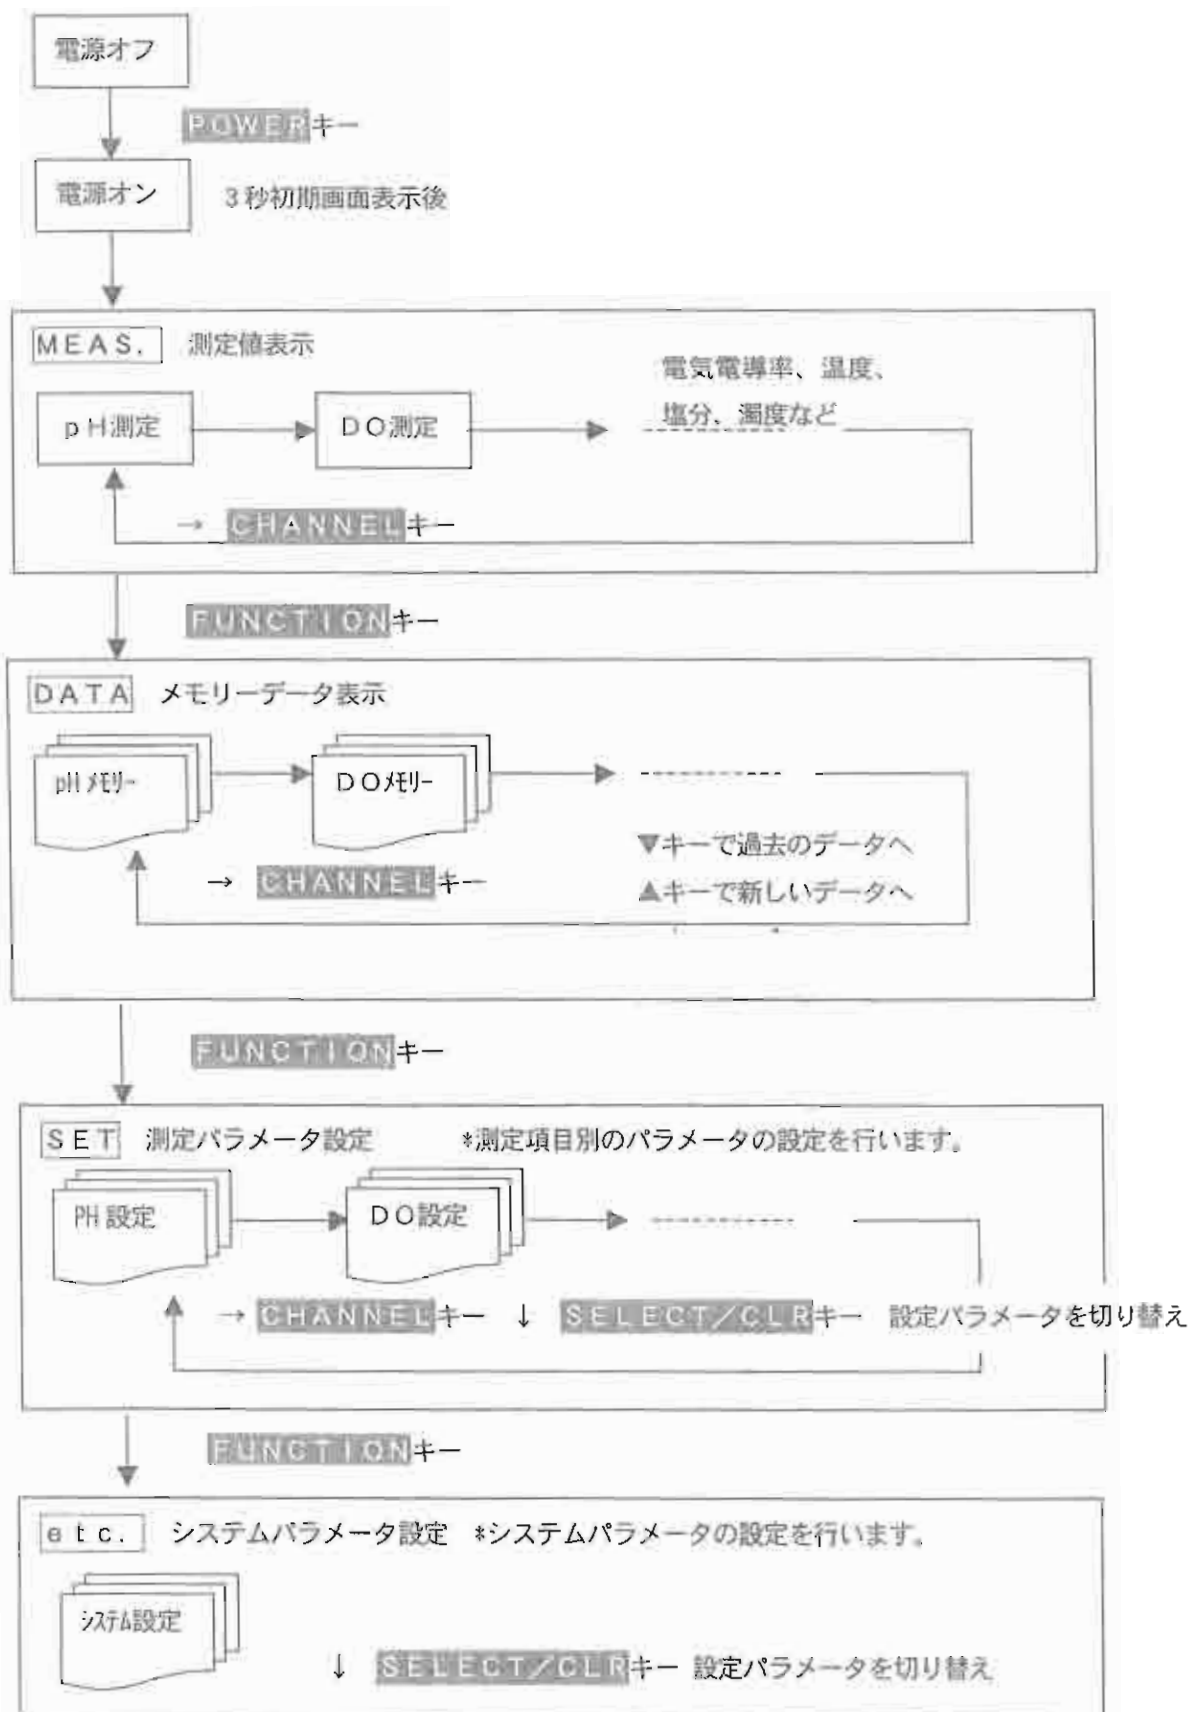 電源オフ
POWERキー
電源オン 3秒初期画面表示後
MEAS. 測定値表示
電気電導率、温度、
pH測定 DO測定 塩分、濁度など
→ CHANNELキー
FUNCTIONキー
DATA メモリーデータ表示
pHメモリー DOメモリー
▼キーで過去のデータへ
→ CHANNELキー
▲キーで新しいデータへ
FUNCTIONキー
SET 測定パラメータ設定 *測定項目別のパラメータの設定を行います。
PH設定 DO設定
→ CHANNELキー ↓ SELECT/CLRキー 設定パラメータを切り替え
FUNCTIONキー
etc. システムパラメータ設定 *システムパラメータの設定を行います。
システム設定
↓ SELECT/CLRキー 設定パラメータを切り替え